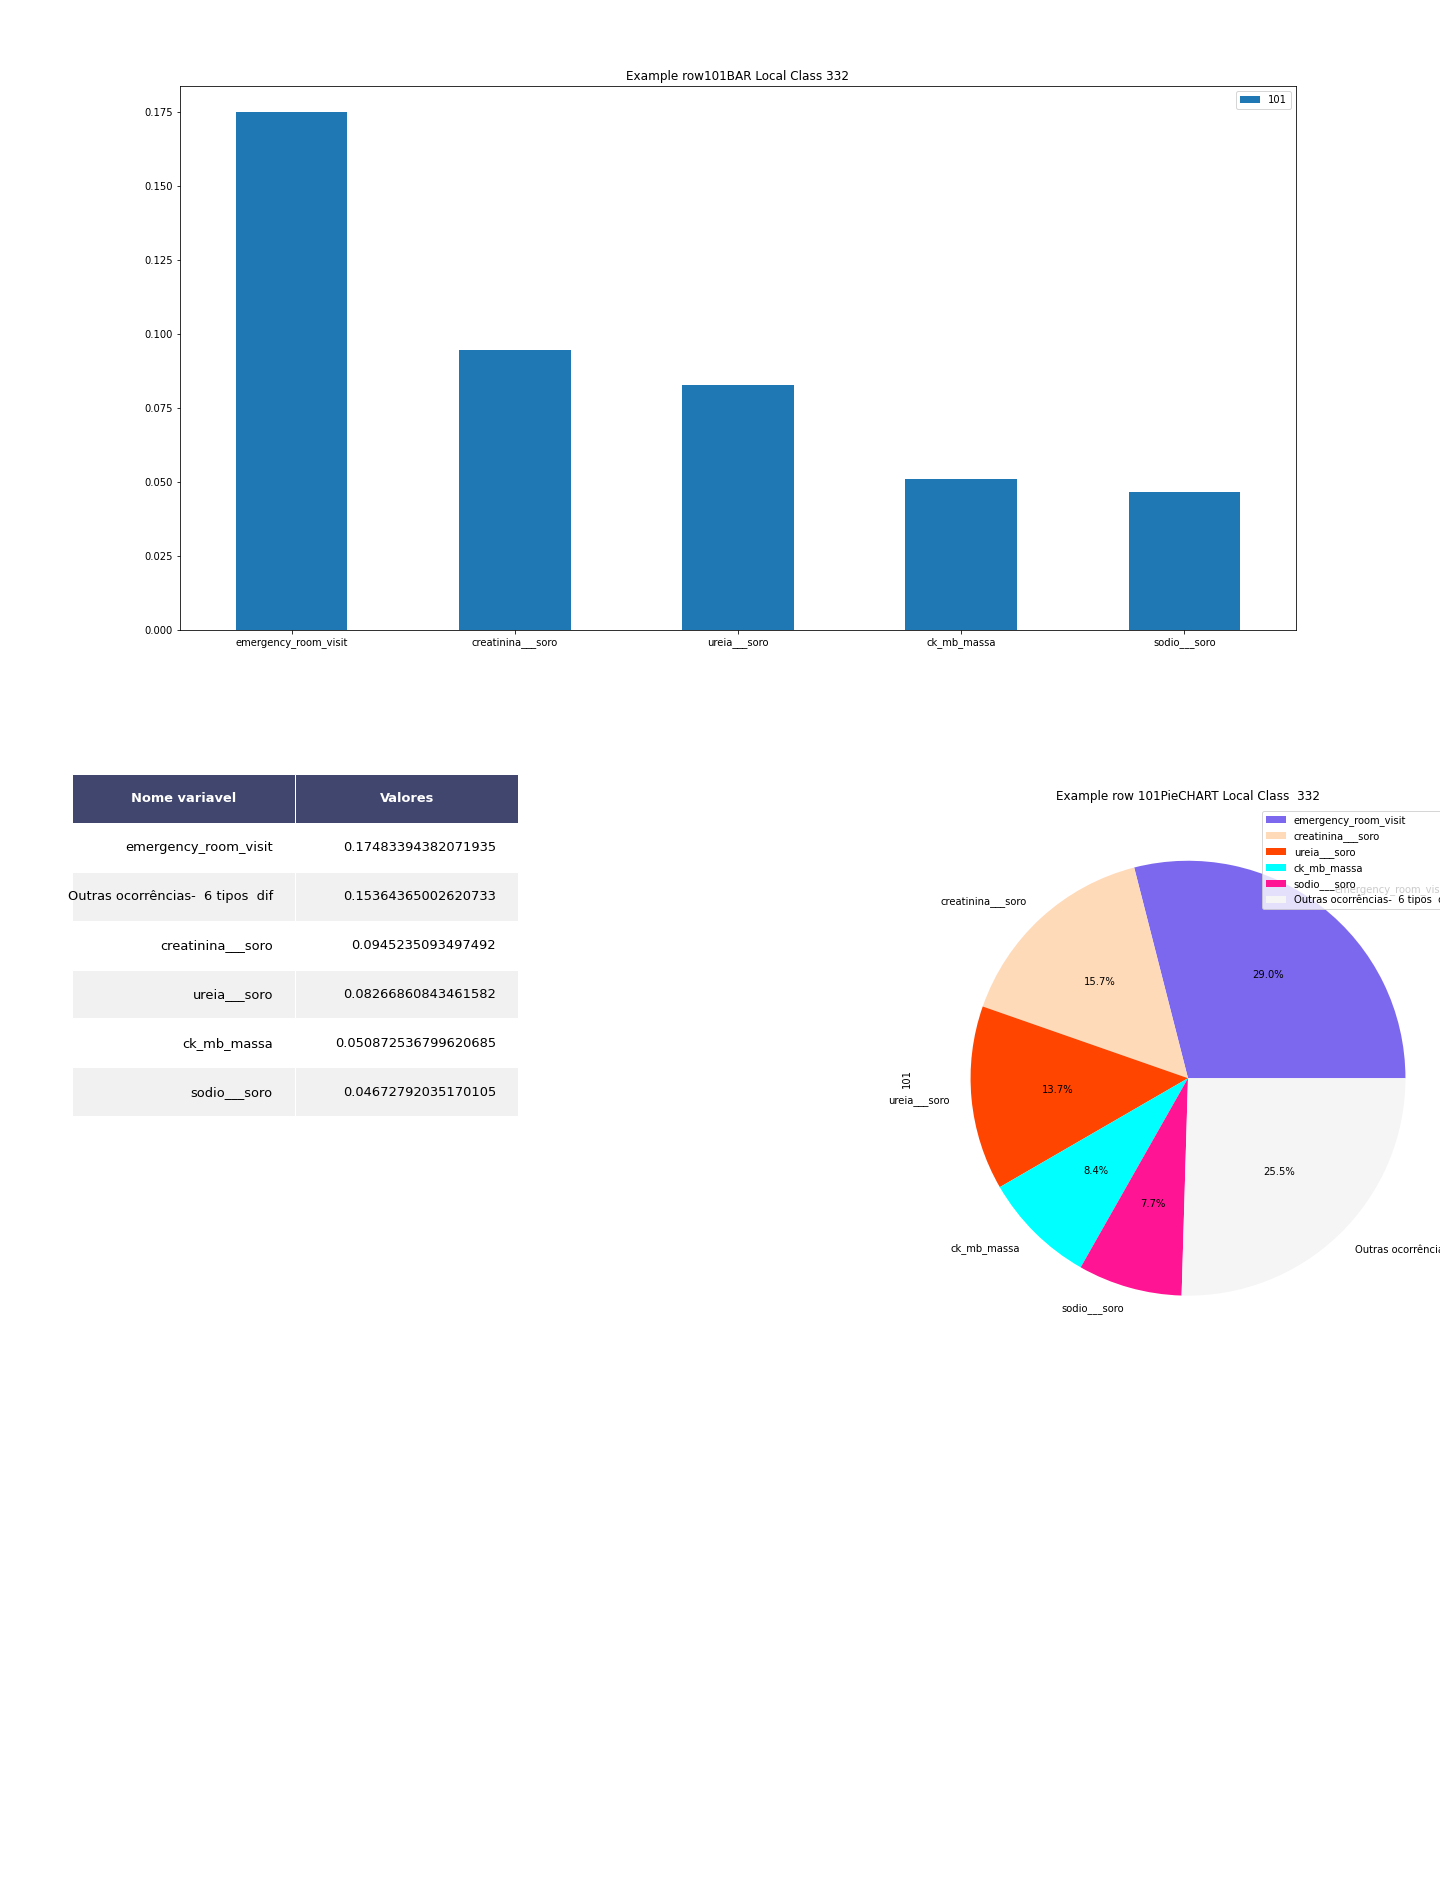 Example row101BAR Local Class 332
101
0.175
0.150
0.125
0.100
0.075
0.050
0.025
0.000
emergency_room_visit
creatinina___soro
ureia___soro
ck_mb_massa
sodio___soro
Nome variavel Valores
emergency_room_visit 0.17483394382071935
Outras ocorrências-  6 tipos  dif 0.15364365002620733
creatinina___soro 0.0945235093497492
ureia___soro 0.08266860843461582
ck_mb_massa 0.050872536799620685
sodio___soro 0.04672792035170105
Example row 101PieCHART Local Class  332
emergency_room_visit
creatinina___soro
ureia___soro
ck_mb_massa
sodio___soro
Outras ocorrências-  6 tipos
emergency_room_vis
creatinina___soro
29.0%
15.7%
101
13.7%
ureia___soro
8.4%
25.5%
7.7%
ck_mb_massa
Outras ocorrência
sodio___soro